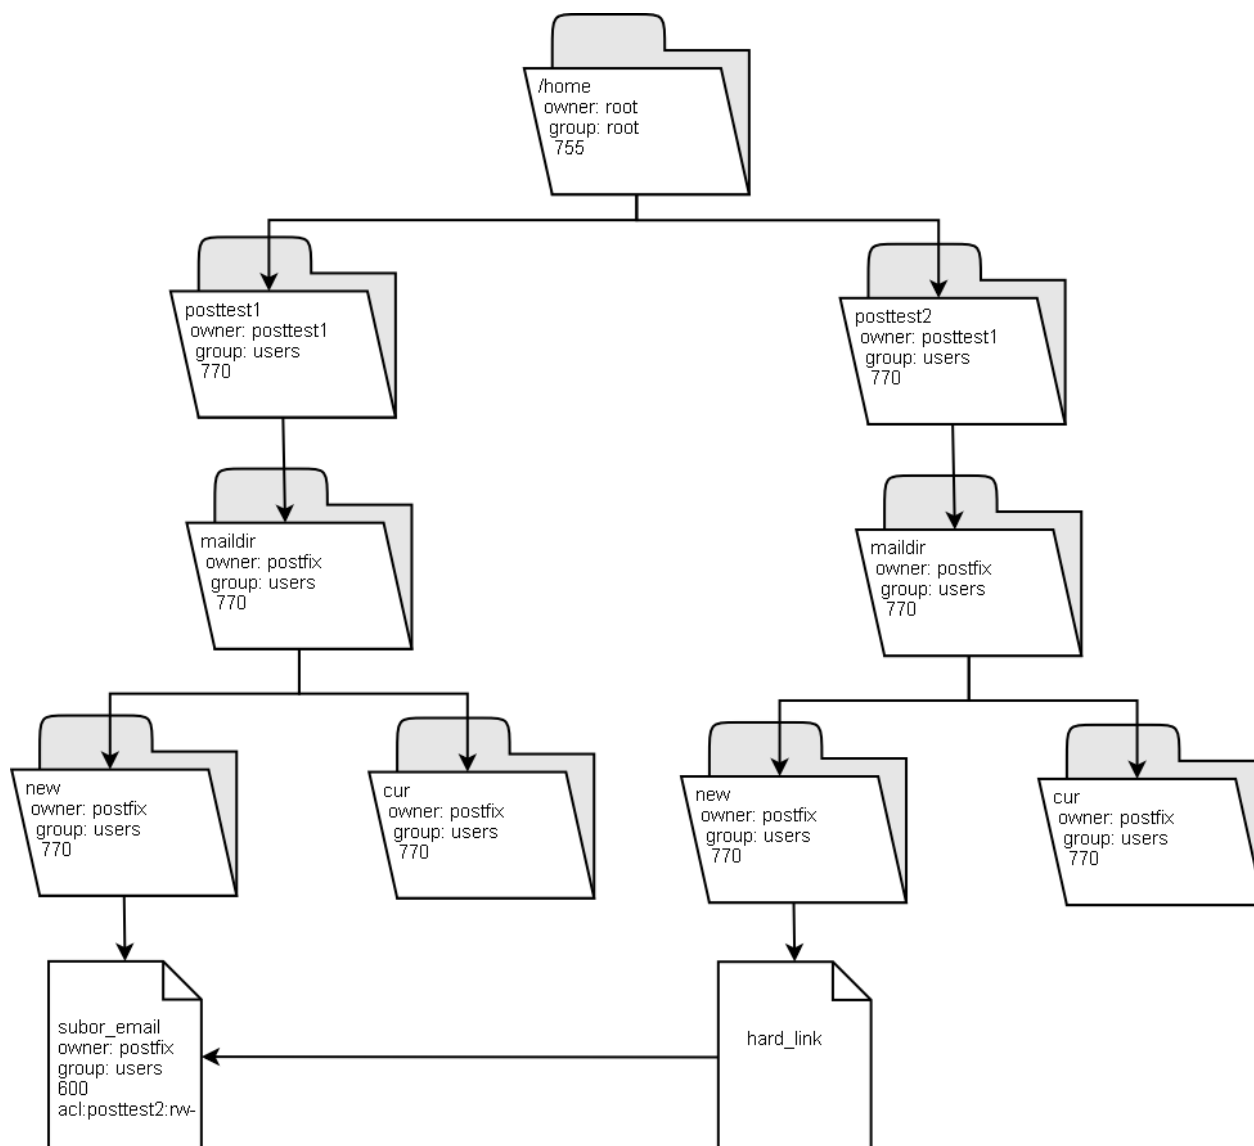 /home
owner: root
group: root
755
posttest1
owner: posttest1
group: users
770
posttest2
owner: posttest1
group: users
770
maildir
owner: postfix
group: users
770
maildir
owner: postfix
group: users
770
new
owner: postfix
group: users
770
cur
owner: postfix
group: users
770
new
owner: postfix
group: users
770
cur
owner: postfix
group: users
770
subor_email
owner: postfix
group: users
600
acl:posttest2:rw-
hard_link